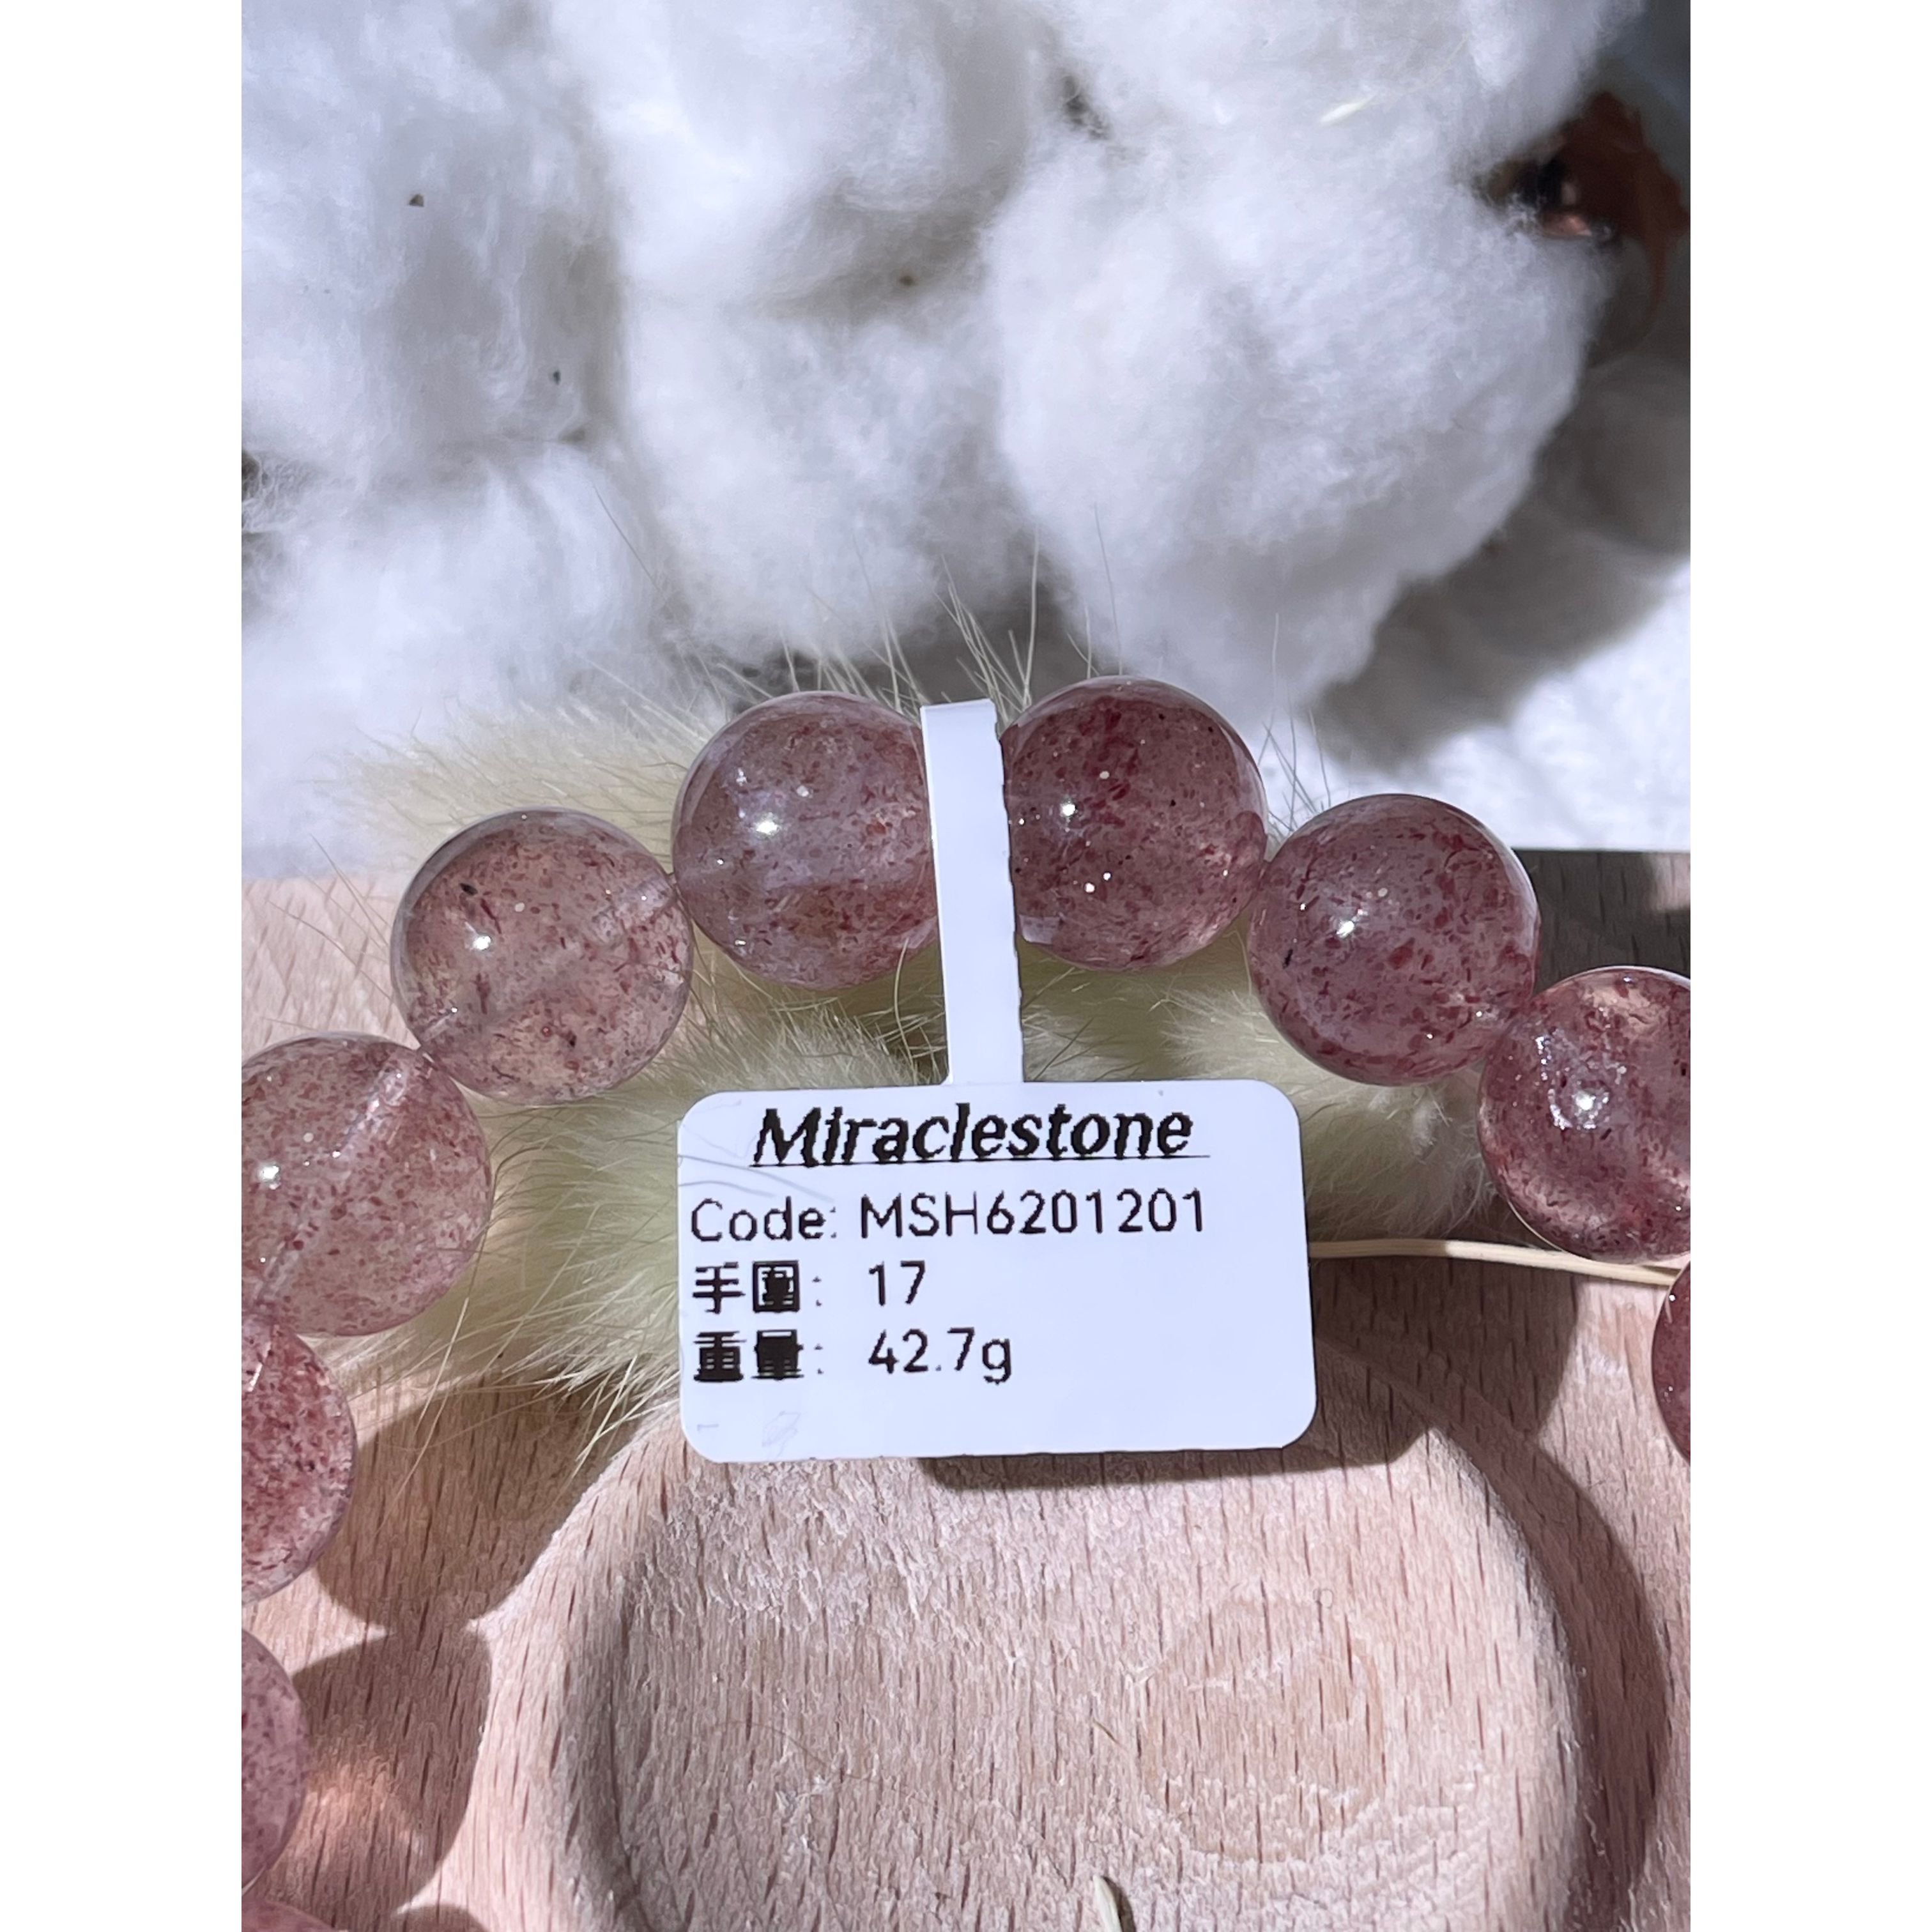 Miraclestone
Code: MSH6201201
手圍: 17
重量: 42.7g